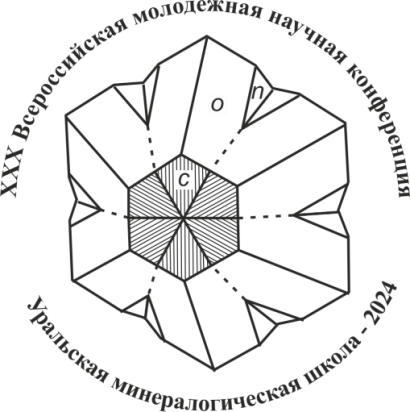 XXX Всероссийская молодежная научная конференция
o
n
c
Уральская минералогическая школа - 2024